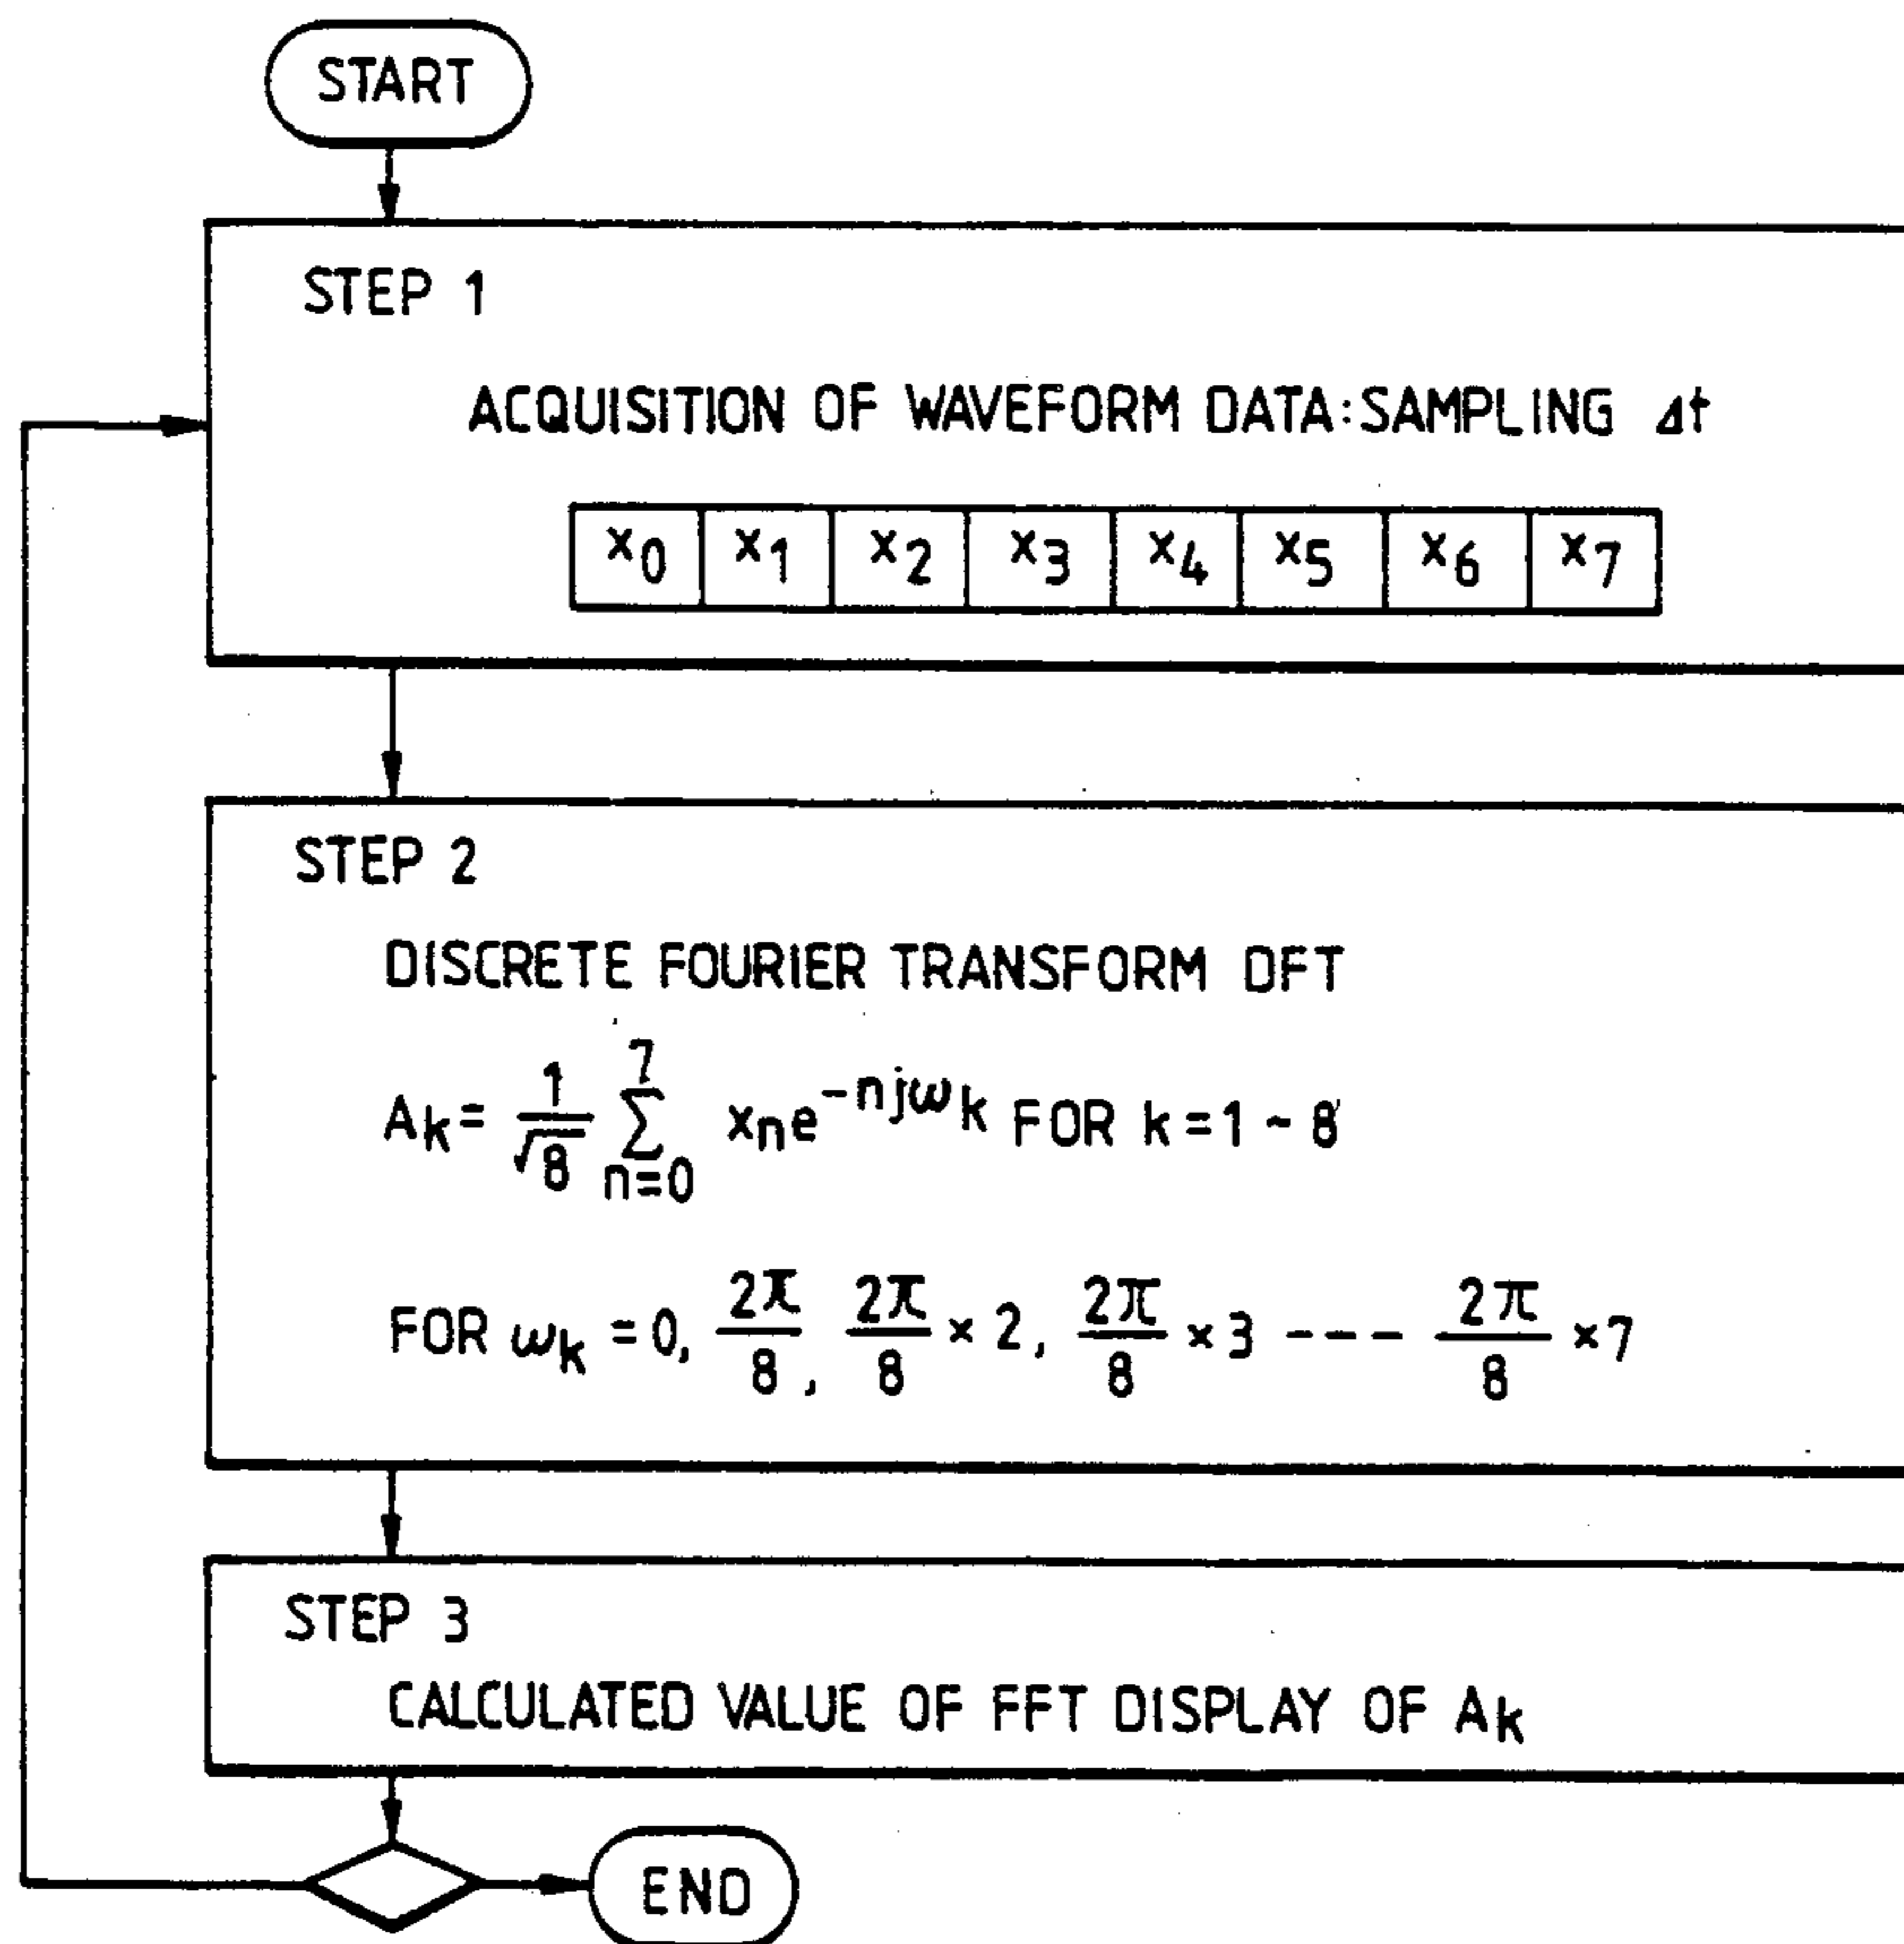 START
STEP 1
ACQUISITION OF WAVEFORM DATA:SAMPLING Δt
x0 x1 x2 x3 x4 x5 x6 x7
STEP 2
DISCRETE FOURIER TRANSFORM DFT
Ak= 1/√8 Σ(n=0 to 7) xne^-njωk FOR k=1~8
FOR ωk =0, 2π/8, 2π/8 ×2, 2π/8 ×3 --- 2π/8 ×7
STEP 3
CALCULATED VALUE OF FFT DISPLAY OF Ak
END